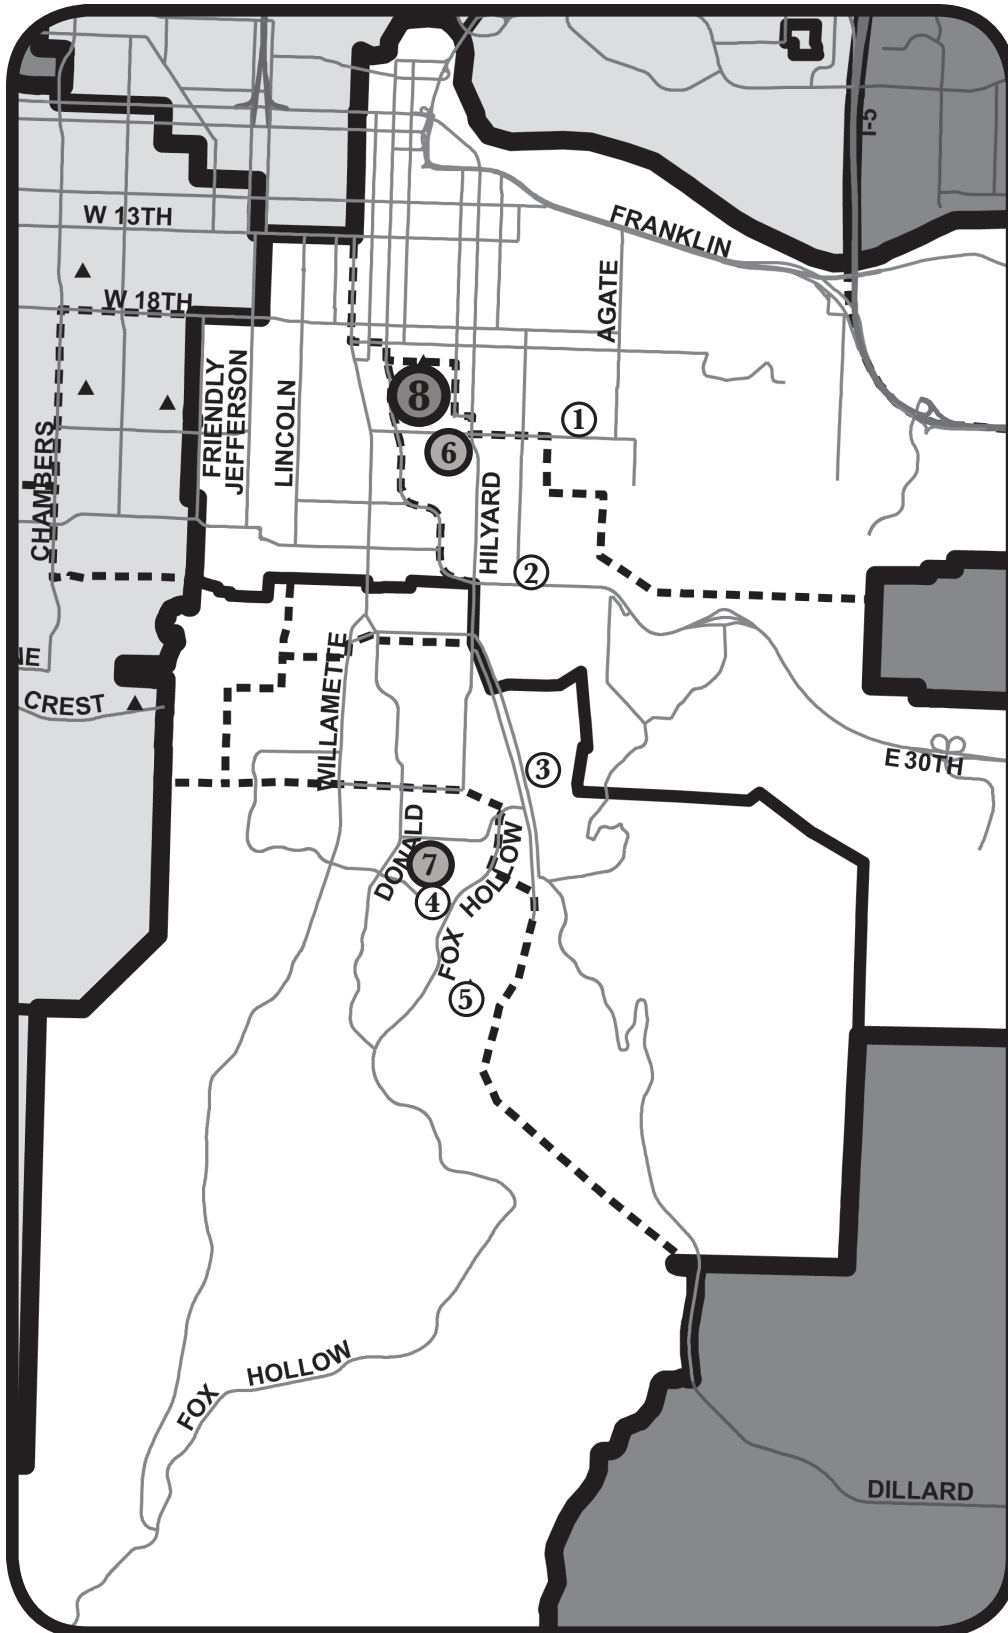 I-5
W 13TH
FRANKLIN
W 18TH
AGATE
FRIENDLY
JEFFERSON
LINCOLN
8
1
6
CHAMBERS
HILYARD
2
NE
CREST
WILLAMETTE
3
E 30TH
DONALD
7
HOLLOW
4
FOX
5
HOLLOW
FOX
DILLARD